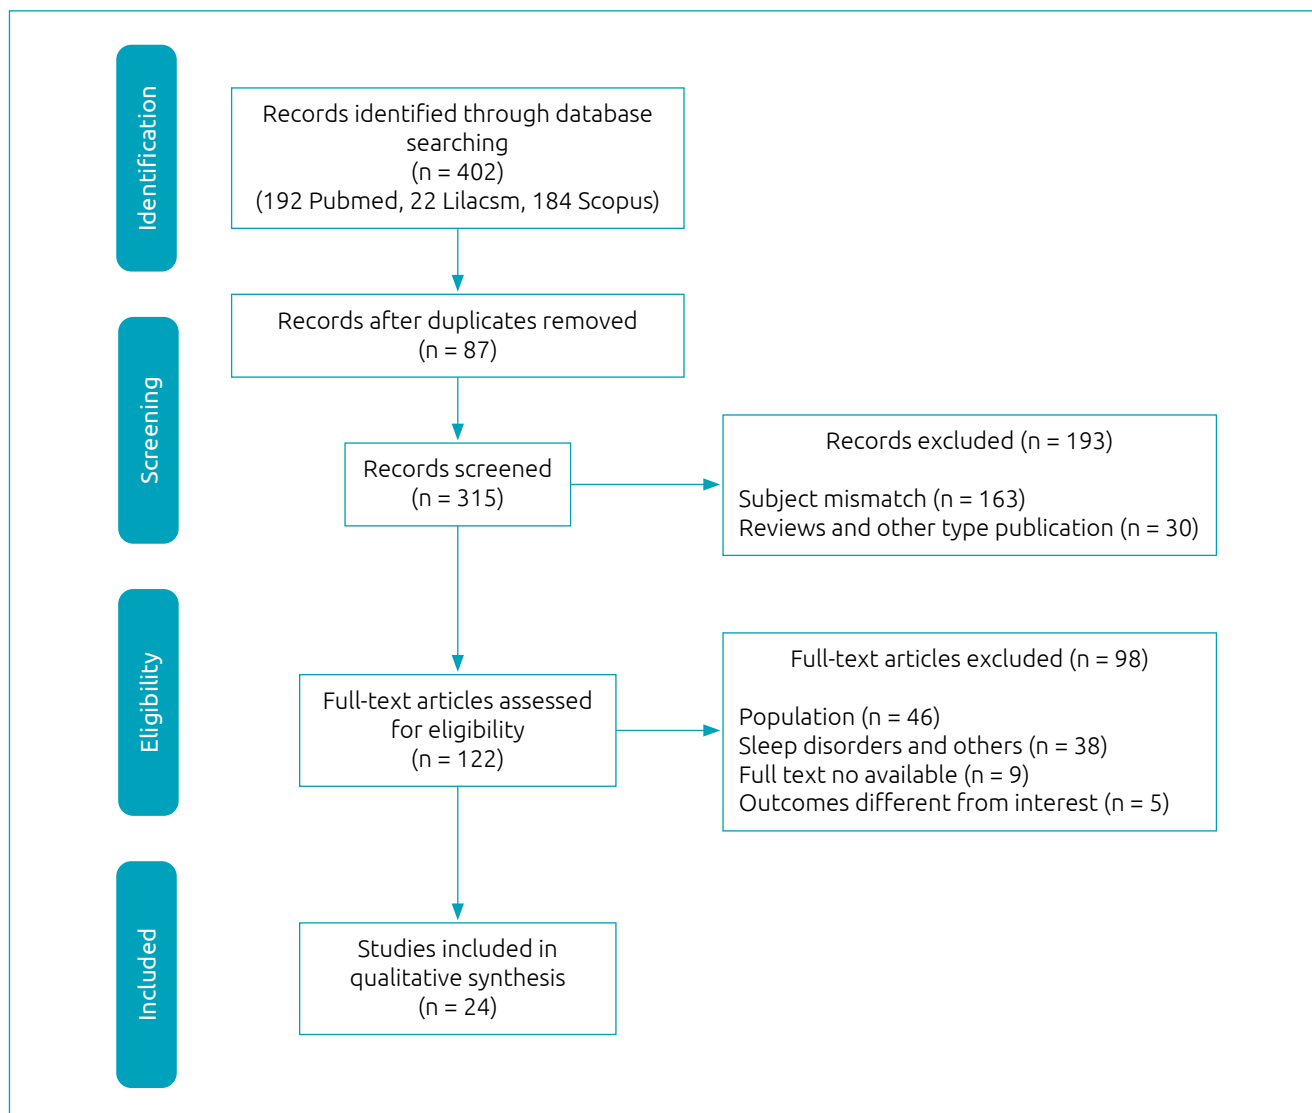 Identification
Records identified through database
searching
(n = 402)
(192 Pubmed, 22 Lilacsm, 184 Scopus)
Screening
Records after duplicates removed
(n = 87)
Records screened
(n = 315)
Records excluded (n = 193)
Subject mismatch (n = 163)
Reviews and other type publication (n = 30)
Eligibility
Full-text articles assessed
for eligibility
(n = 122)
Full-text articles excluded (n = 98)
Population (n = 46)
Sleep disorders and others (n = 38)
Full text no available (n = 9)
Outcomes different from interest (n = 5)
Included
Studies included in
qualitative synthesis
(n = 24)